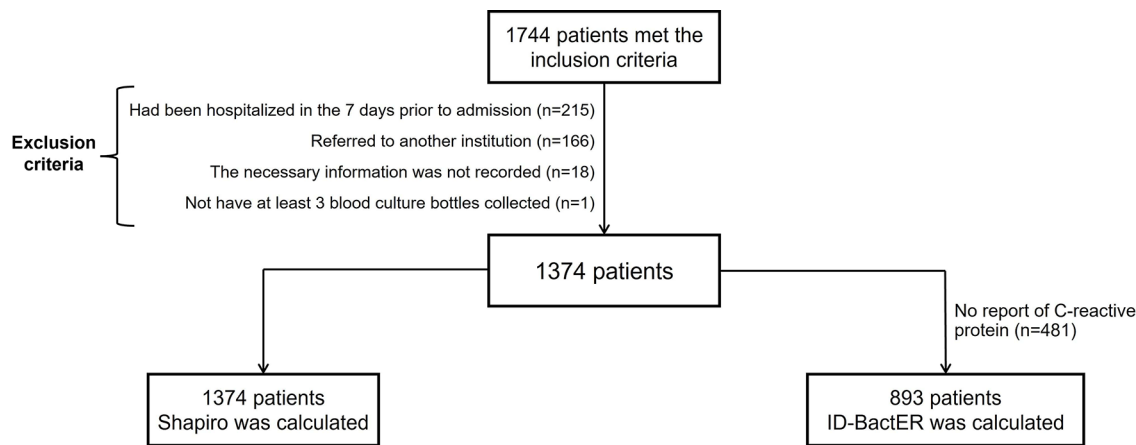 1744 patients met the
inclusion criteria
Had been hospitalized in the 7 days prior to admission (n=215)
Referred to another institution (n=166)
The necessary information was not recorded (n=18)
Not have at least 3 blood culture bottles collected (n=1)
Exclusion
criteria
1374 patients
No report of C-reactive
protein (n=481)
1374 patients
Shapiro was calculated
893 patients
ID-BactER was calculated